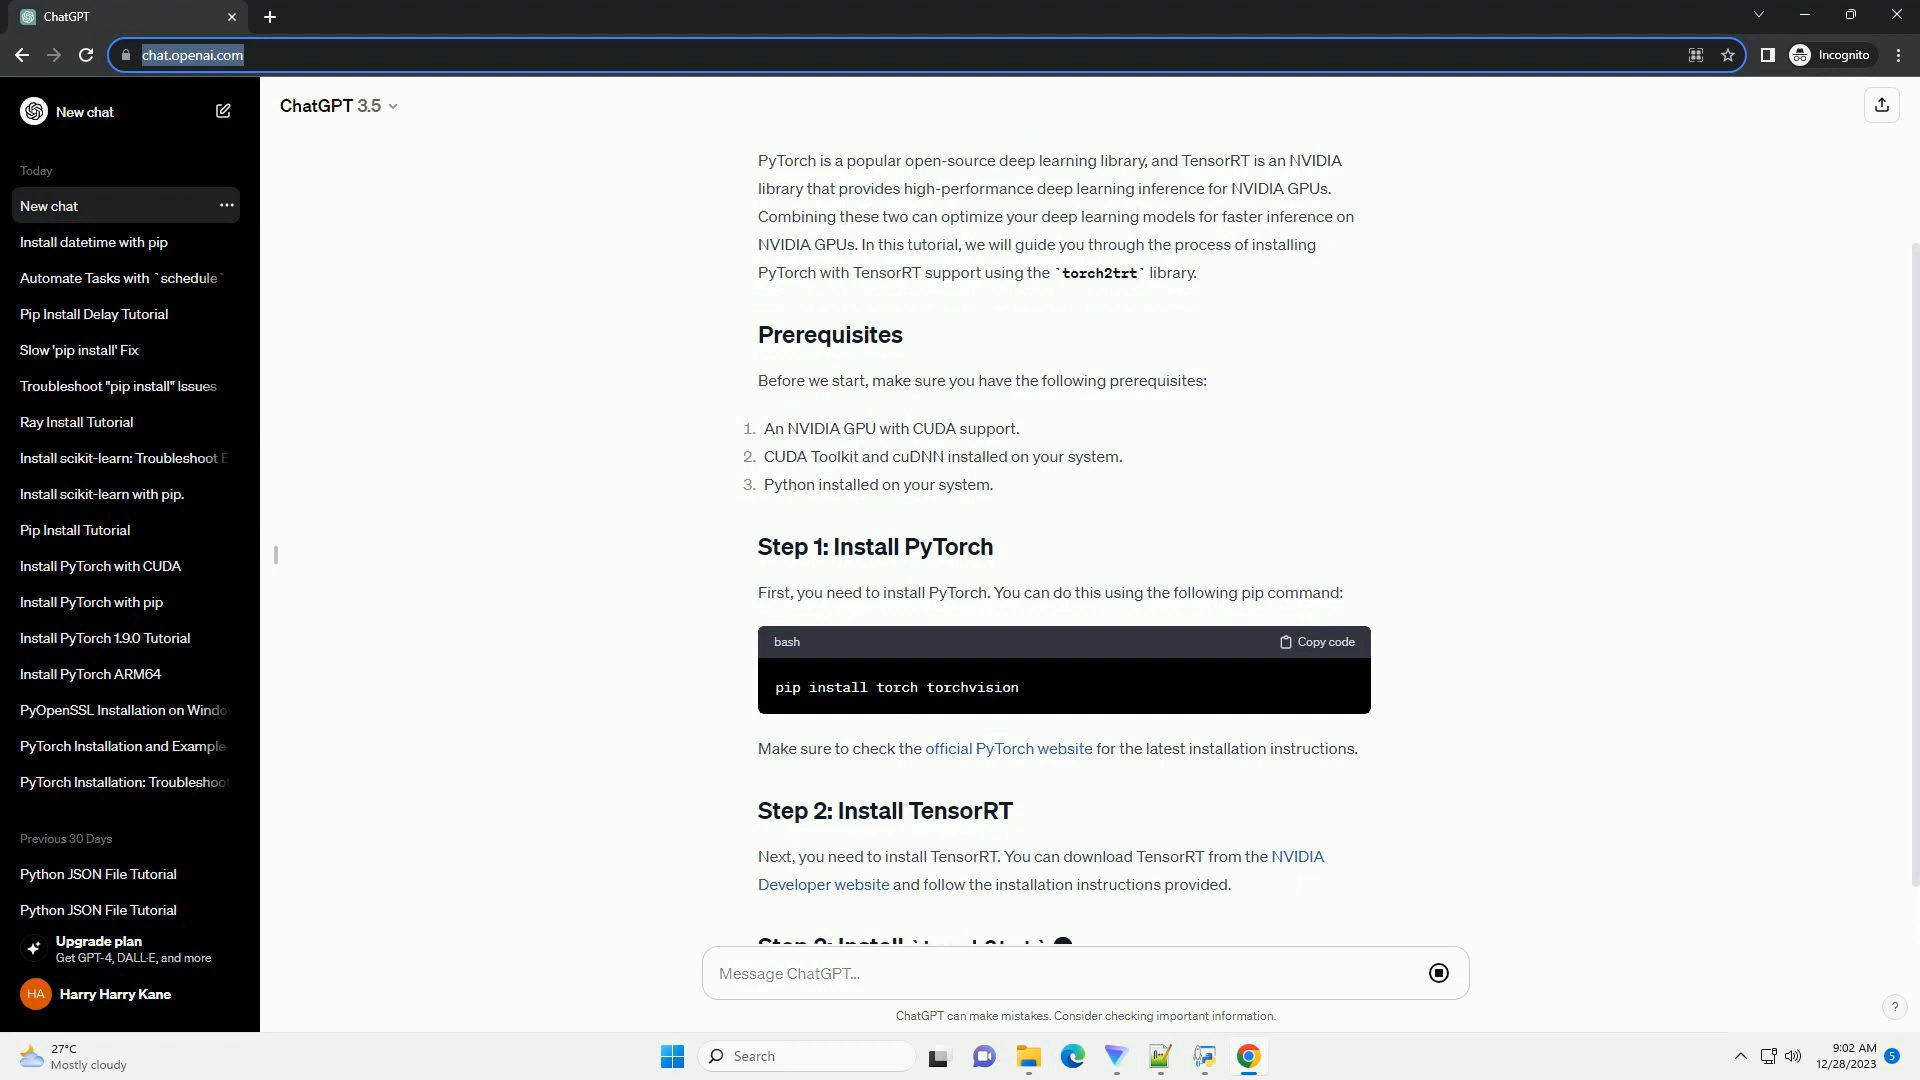 ChatGPT
chat.openai.com
Incognito
New chat
Today
New chat
Install datetime with pip
Automate Tasks with `schedule`
Pip Install Delay Tutorial
Slow 'pip install' Fix
Troubleshoot "pip install" Issues
Ray Install Tutorial
Install scikit-learn: Troubleshoot E
Install scikit-learn with pip.
Pip Install Tutorial
Install PyTorch with CUDA
Install PyTorch with pip
Install PyTorch 1.9.0 Tutorial
Install PyTorch ARM64
PyOpenSSL Installation on Windo
PyTorch Installation and Example
PyTorch Installation: Troubleshoot
Previous 30 Days
Python JSON File Tutorial
Python JSON File Tutorial
Upgrade plan
Get GPT-4, DALL·E, and more
HA Harry Harry Kane
ChatGPT 3.5
PyTorch is a popular open-source deep learning library, and TensorRT is an NVIDIA
library that provides high-performance deep learning inference for NVIDIA GPUs.
Combining these two can optimize your deep learning models for faster inference on
NVIDIA GPUs. In this tutorial, we will guide you through the process of installing
PyTorch with TensorRT support using the `torch2trt` library.
Prerequisites
Before we start, make sure you have the following prerequisites:
1. An NVIDIA GPU with CUDA support.
2. CUDA Toolkit and cuDNN installed on your system.
3. Python installed on your system.
Step 1: Install PyTorch
First, you need to install PyTorch. You can do this using the following pip command:
bash Copy code
pip install torch torchvision
Make sure to check the official PyTorch website for the latest installation instructions.
Step 2: Install TensorRT
Next, you need to install TensorRT. You can download TensorRT from the NVIDIA
Developer website and follow the installation instructions provided.
Step 3: Install `torch2trt`
Message ChatGPT...
ChatGPT can make mistakes. Consider checking important information.
?
27°C
Mostly cloudy
Search
9:02 AM
12/28/2023
5